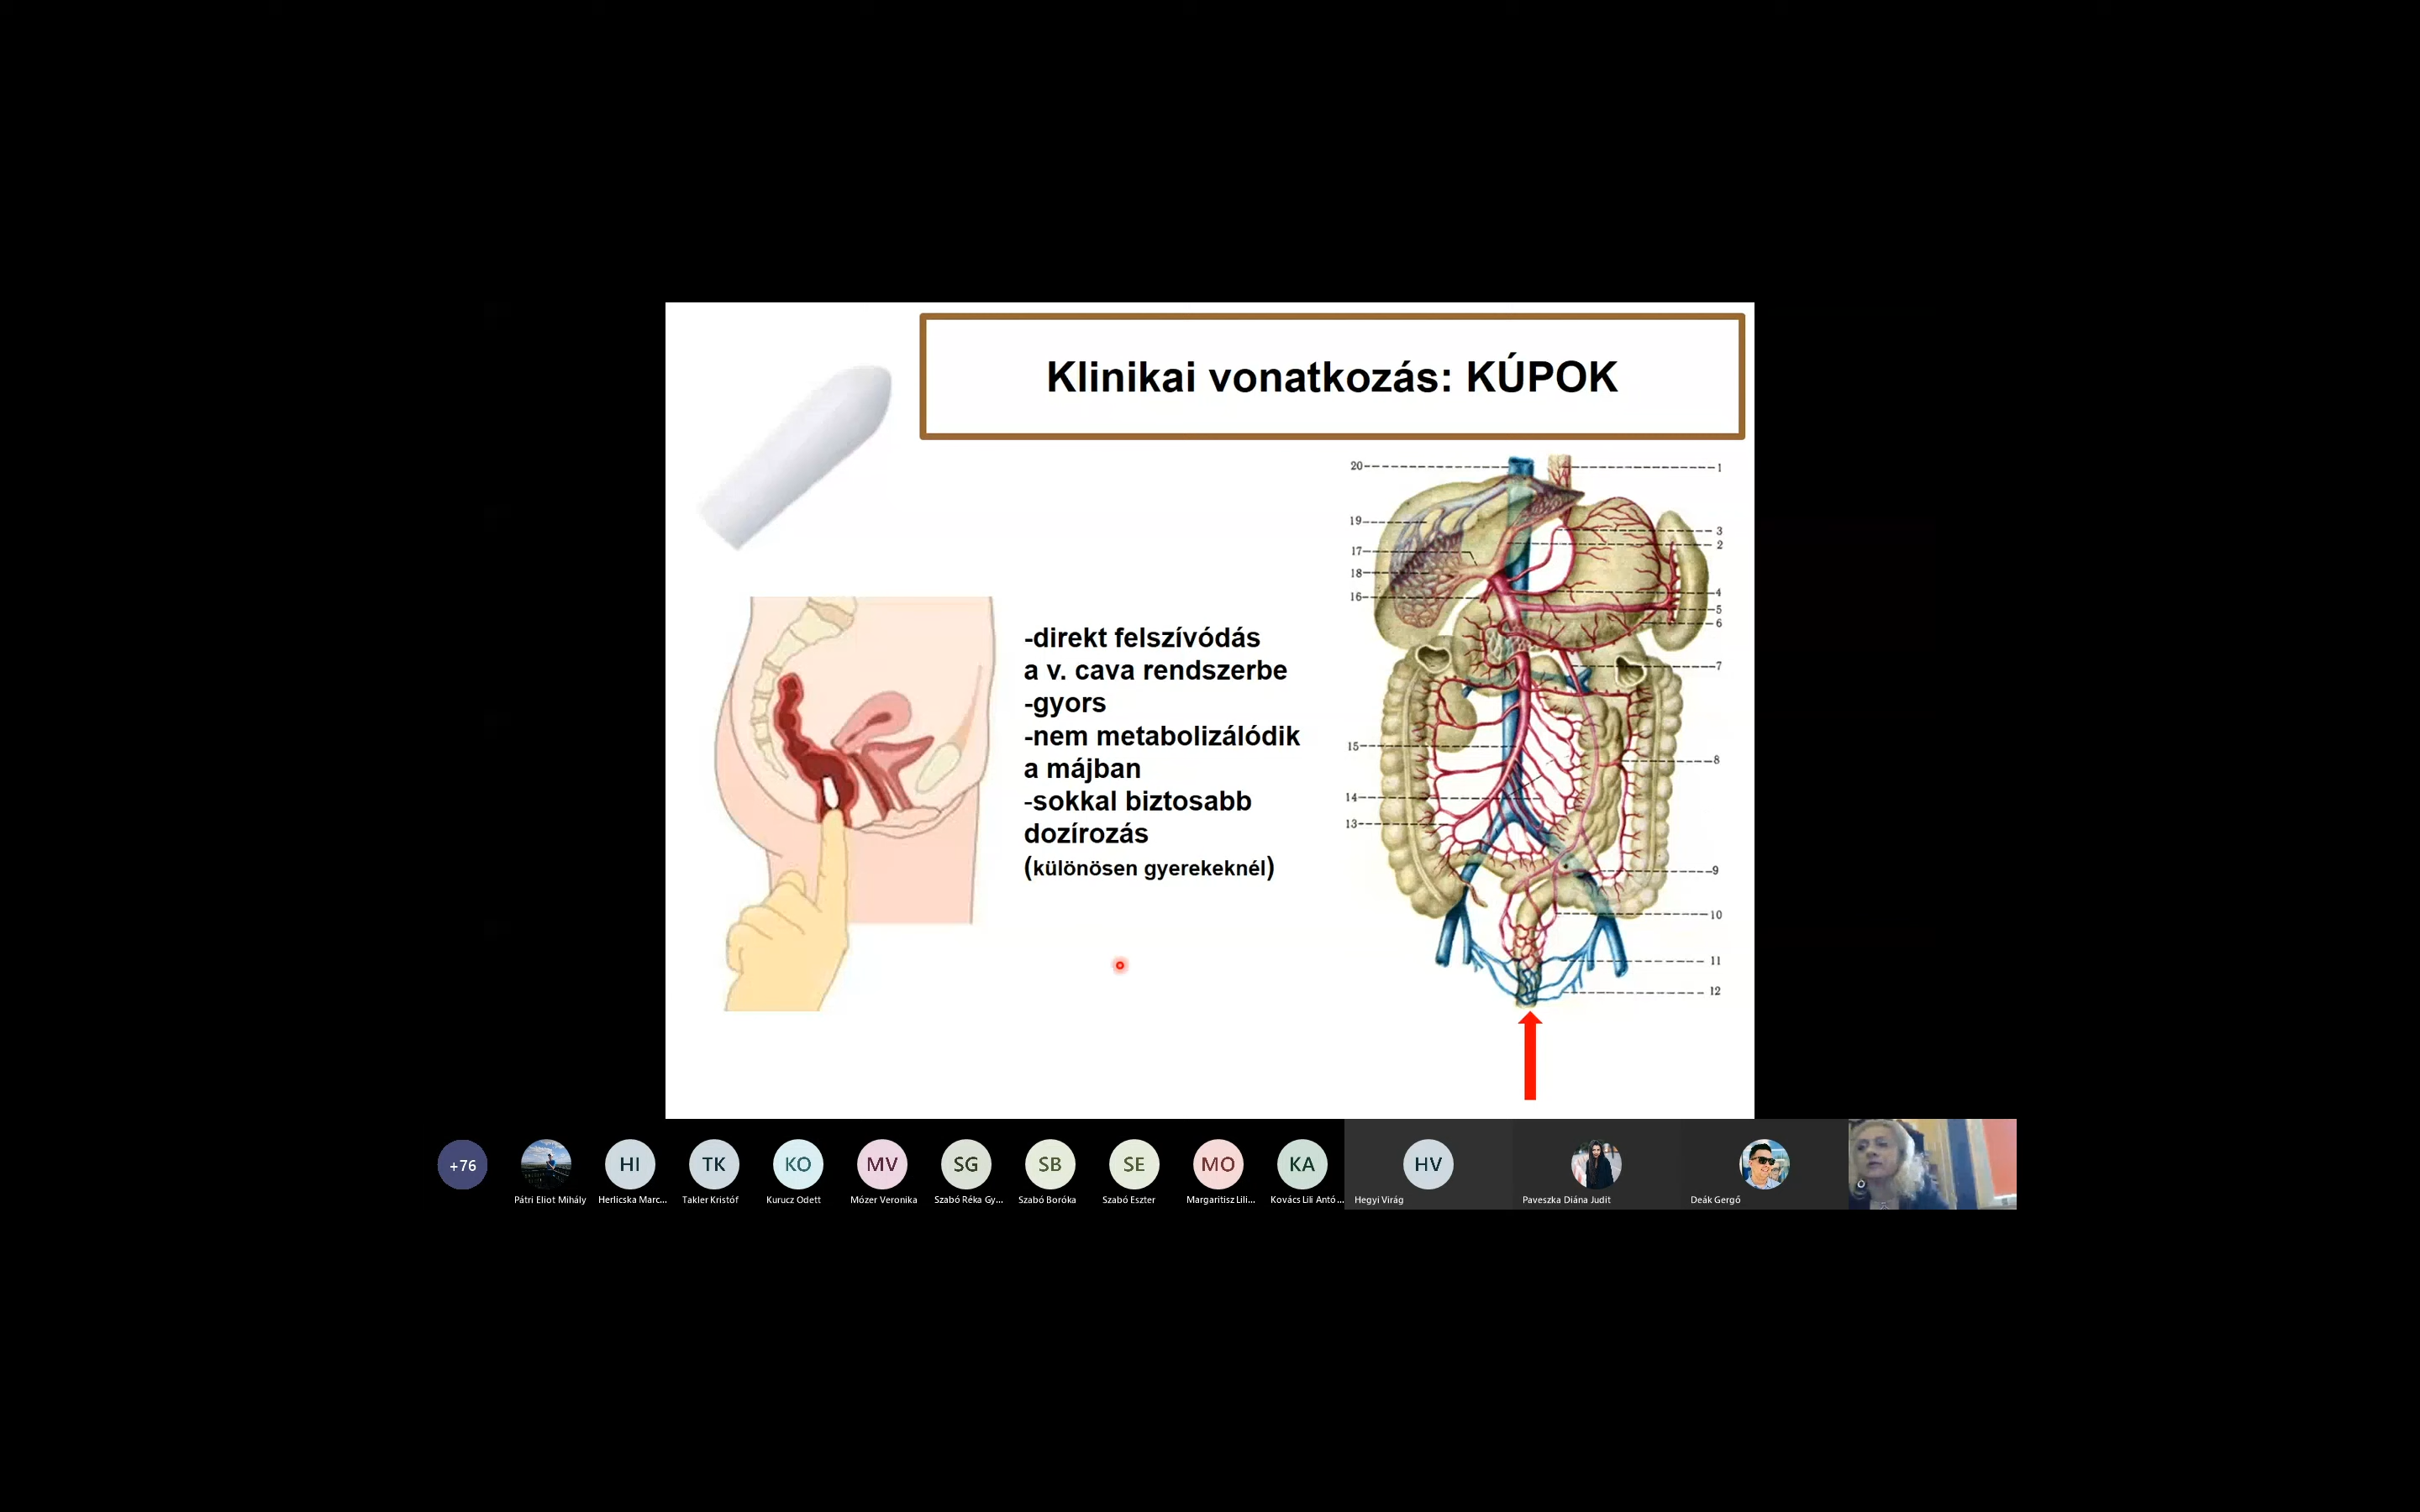 Klinikai vonatkozás: KÚPOK
-direkt felszívódás
a v. cava rendszerbe
-gyors
-nem metabolizálódik
a májban
-sokkal biztosabb
dozírozás
(különösen gyerekeknél)
20
1
19
3
2
17
18
16
4
5
6
7
15
8
14
13
9
10
11
12
+76
HI
TK
KO
MV
SG
SB
SE
MO
KA
HV
Pátri Eliot Mihály
Herlicska Marc...
Takler Kristóf
Kurucz Odett
Mózer Veronika
Szabó Réka Gy...
Szabó Boróka
Szabó Eszter
Margaritisz Lili...
Kovács Lili Antó...
Hegyi Virág
Paveszka Diána Judit
Deák Gergő